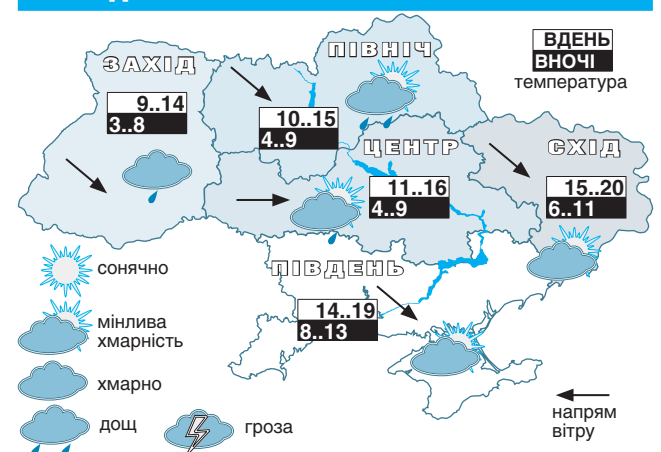 ПІВНІЧ
ВДЕНЬ
ВНОЧІ
температура
ЗАХІД
9..14
3..8
10..15
4..9
ЦЕНТР
СХІД
11..16
4..9
15..20
6..11
ПІВДЕНЬ
14..19
8..13
сонячно
мінлива
хмарність
хмарно
дощ
гроза
напрям
вітру